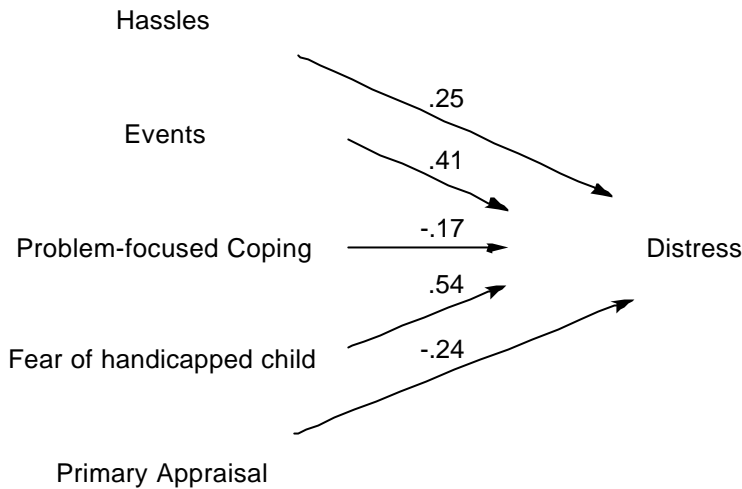 Hassles
.25
Events
.41
Problem-focused Coping
-.17
Distress
.54
Fear of handicapped child
-.24
Primary Appraisal